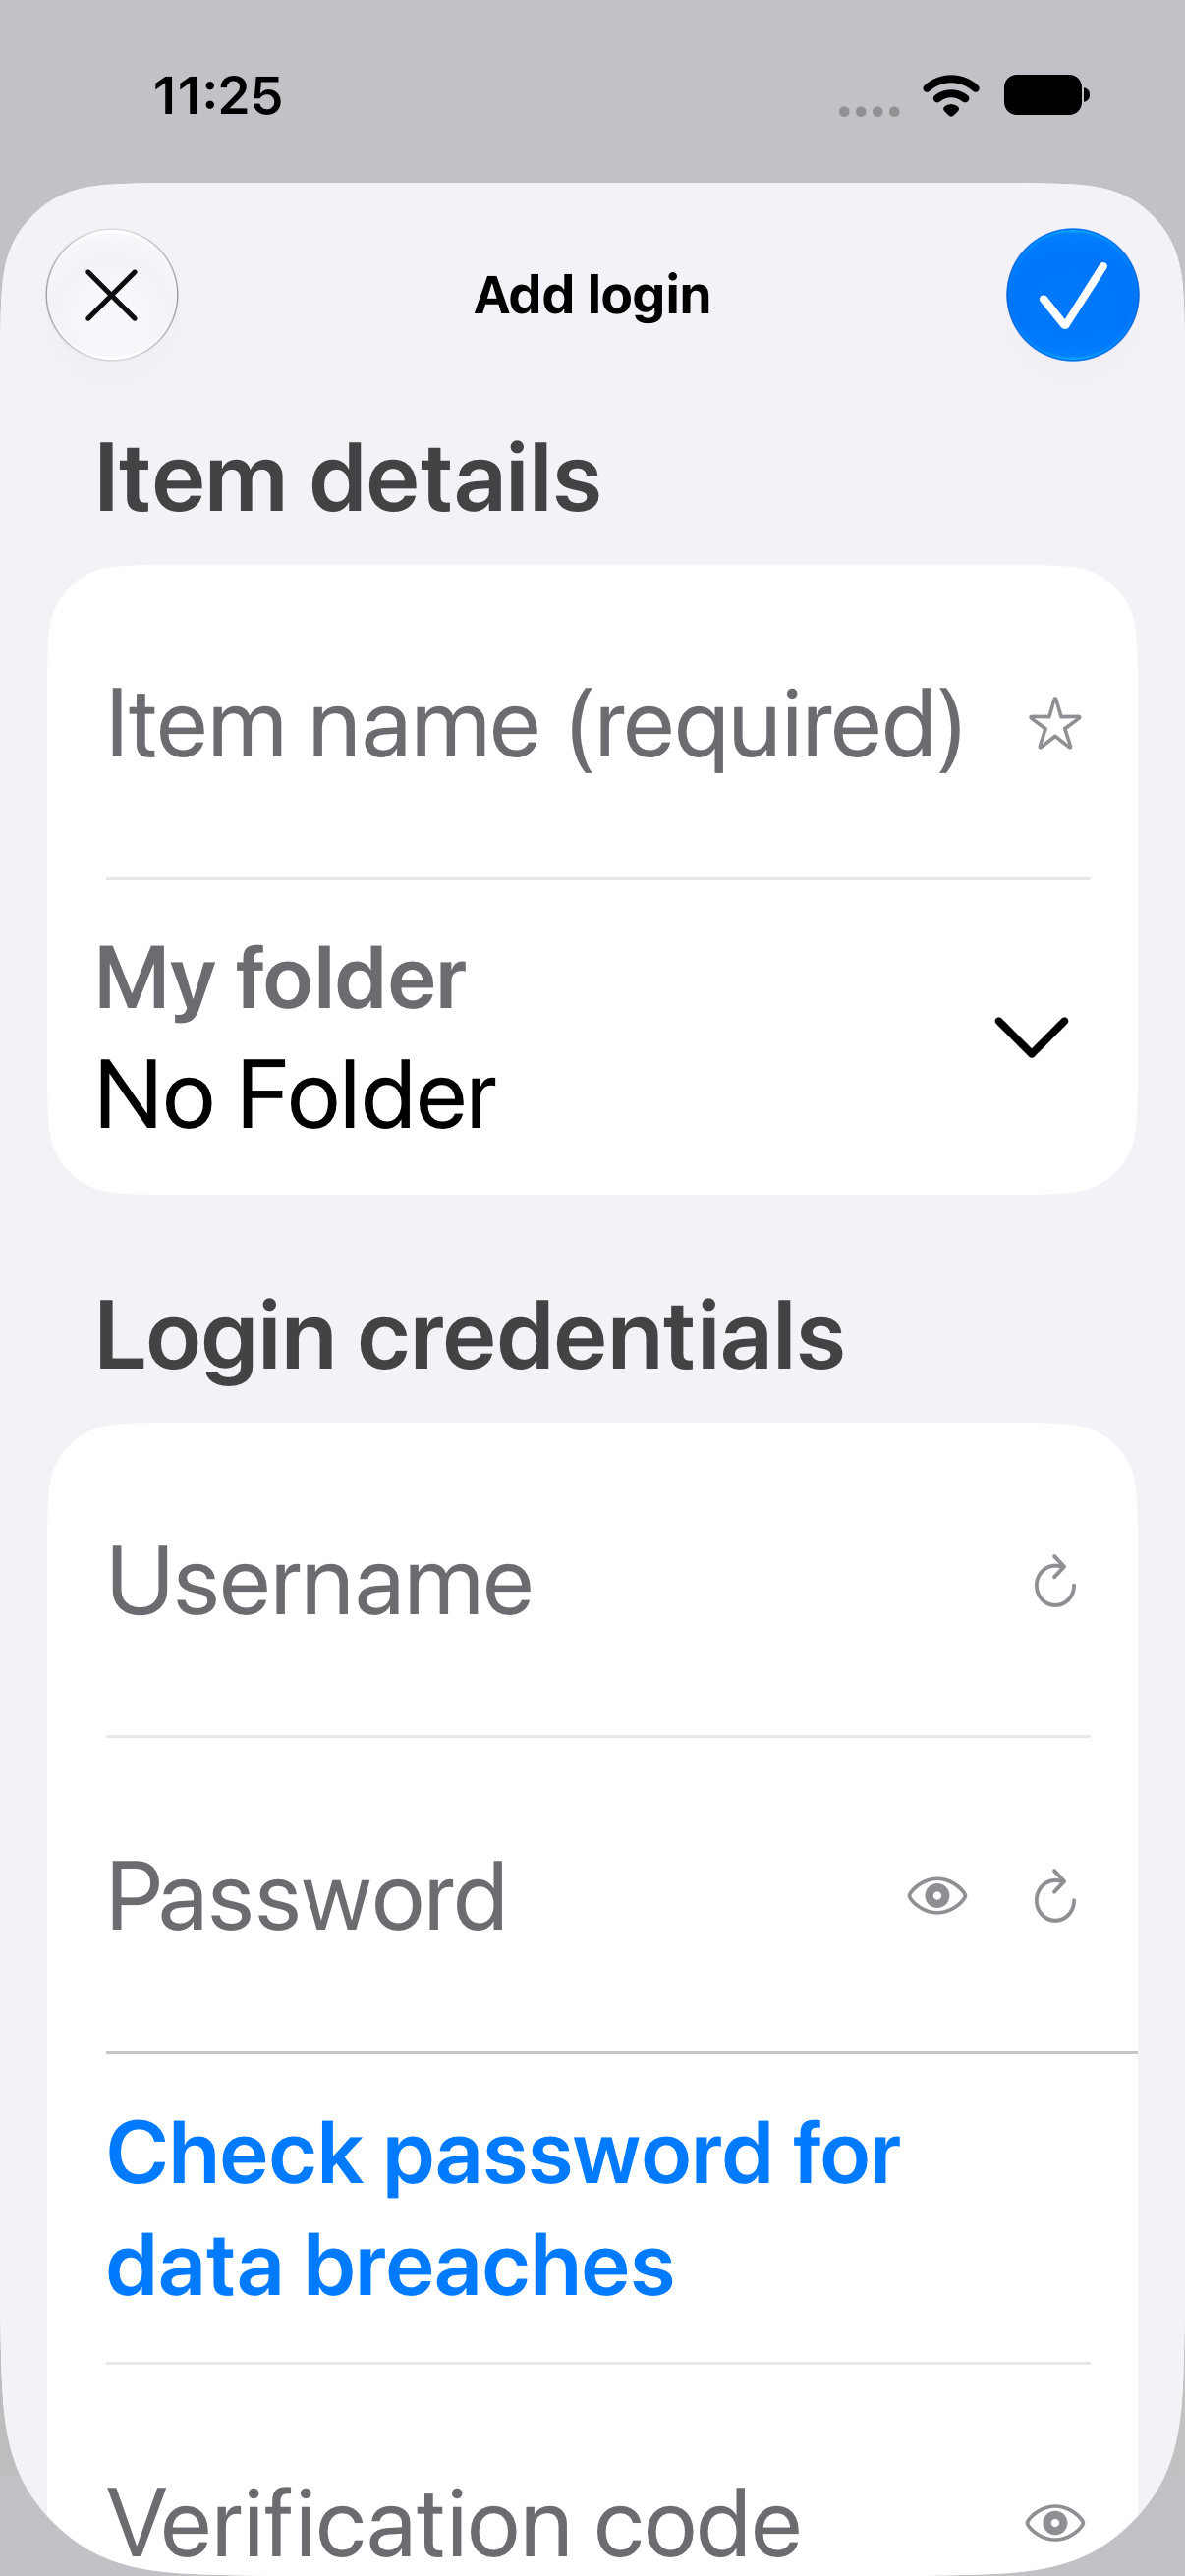 11:25
Add login
Item details
Item name (required)
My folder
No Folder
Login credentials
Username
Password
Check password for
data breaches
Verification code